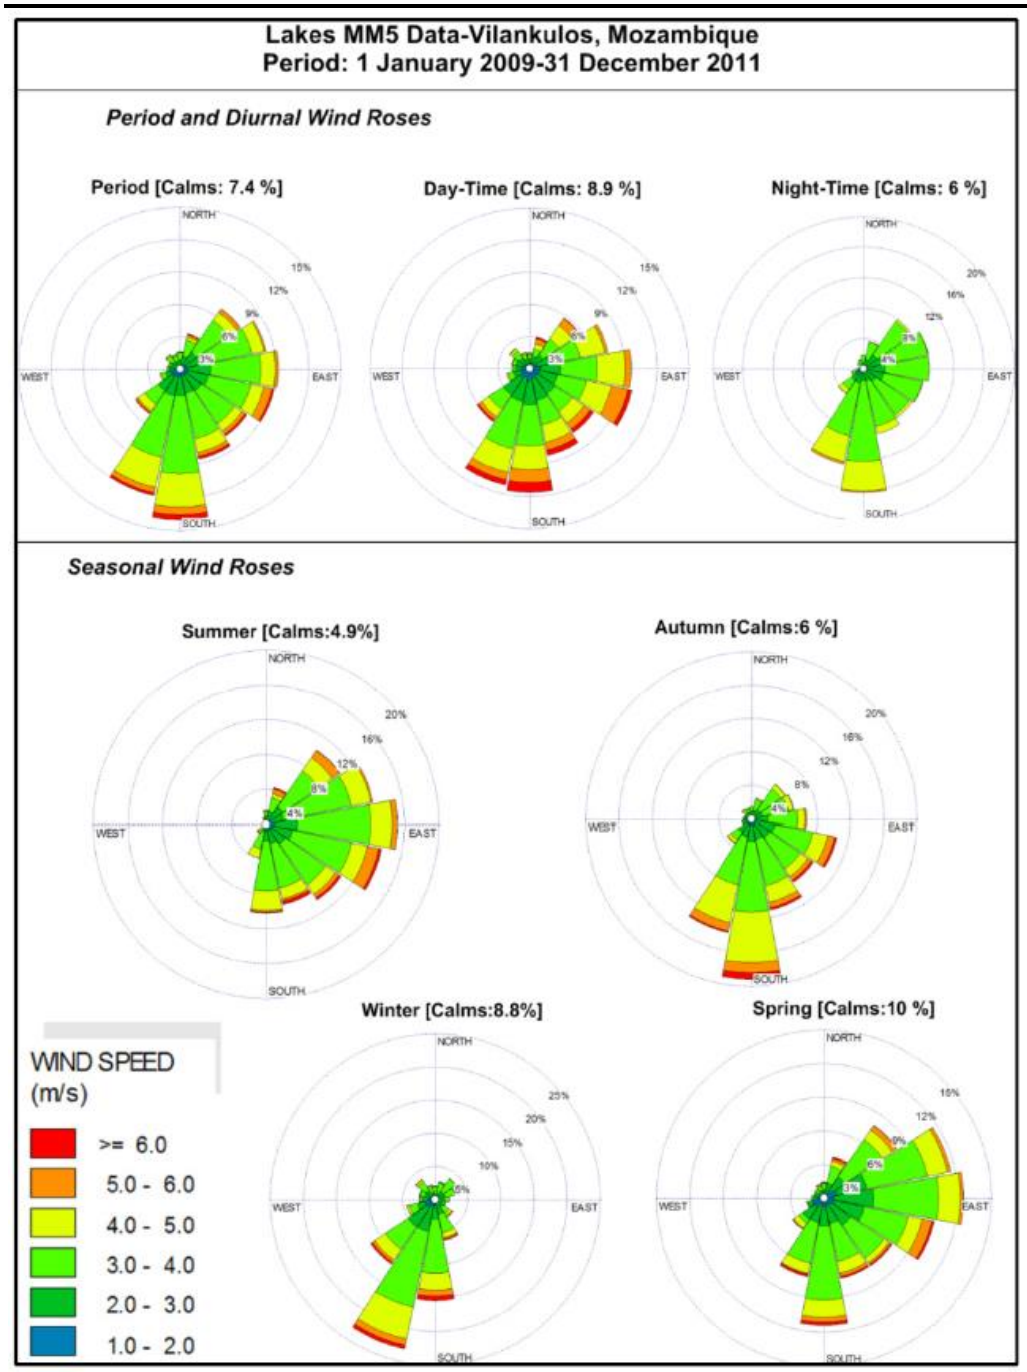 Lakes MM5 Data-Vilankulos, Mozambique
Period: 1 January 2009-31 December 2011
Period and Diurnal Wind Roses
Period [Calms: 7.4 %]
NORTH
15%
12%
9%
6%
3%
WEST
EAST
SOUTH
Day-Time [Calms: 8.9 %]
NORTH
15%
12%
9%
6%
3%
WEST
EAST
SOUTH
Night-Time [Calms: 6 %]
NORTH
20%
16%
12%
8%
4%
WEST
EAST
SOUTH
Seasonal Wind Roses
Summer [Calms:4.9%]
NORTH
20%
16%
12%
8%
4%
WEST
EAST
SOUTH
Autumn [Calms:6 %]
NORTH
20%
16%
12%
8%
4%
WEST
EAST
SOUTH
Winter [Calms:8.8%]
NORTH
25%
20%
15%
10%
5%
WEST
EAST
SOUTH
Spring [Calms:10 %]
NORTH
15%
12%
9%
6%
3%
WEST
EAST
SOUTH
WIND SPEED
(m/s)
>= 6.0
5.0 - 6.0
4.0 - 5.0
3.0 - 4.0
2.0 - 3.0
1.0 - 2.0